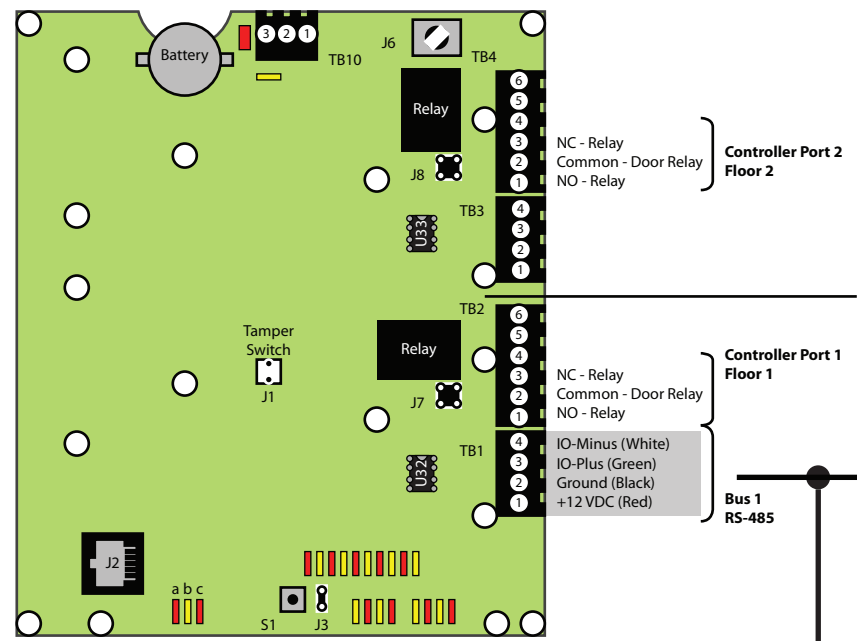 Battery
3 2 1
TB10
J6
TB4
Relay
J8
6
5
4
3
2
1
NC - Relay
Common - Door Relay
NO - Relay
Controller Port 2
Floor 2
TB3
U33
4
3
2
1
TB2
Tamper
Switch
J1
Relay
J7
6
5
4
3
2
1
NC - Relay
Common - Door Relay
NO - Relay
Controller Port 1
Floor 1
TB1
U32
4
3
2
1
IO-Minus (White)
IO-Plus (Green)
Ground (Black)
+12 VDC (Red)
Bus 1
RS-485
J2
a b c
S1
J3